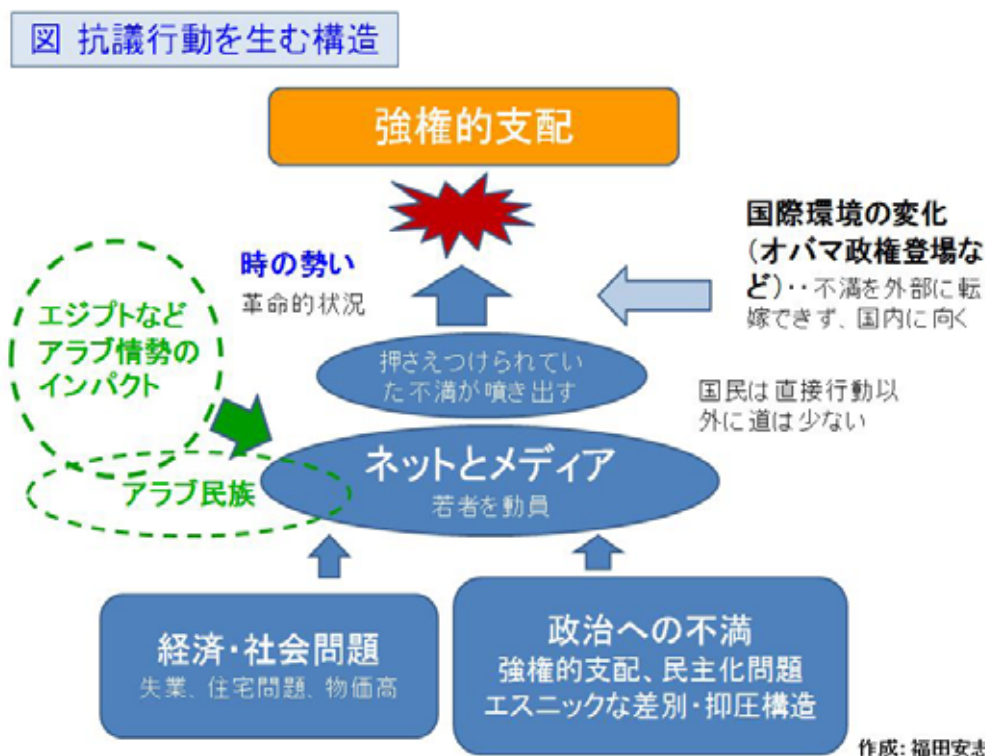 図 抗議行動を生む構造
強権的支配
国際環境の変化
(オバマ政権登場な
ど)‥不満を外部に転
嫁できず、国内に向く
時の勢い
革命的状況
エジプトなど
アラブ情勢の
インパクト
押さえつけられてい
た不満が噴き出す
国民は直接行動以
外に道は少ない
ネットとメディア
若者を動員
アラブ民族
経済・社会問題
失業、住宅問題、物価高
政治への不満
強権的支配、民主化問題
エスニックな差別・抑圧構造
作成: 福田安志